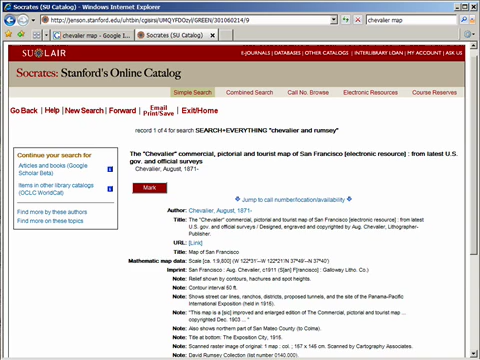 Socrates (SU Catalog) - Windows Internet Explorer
http://jenson.stanford.edu/uhtbin/cgisirsi/UMQYFDOzyl/GREEN/301060214/9
chevalier map
chevalier map - Google I...
Socrates (SU Catalog)
SULAIR
E-JOURNALS | DATABASES | OTHER CATALOGS | INTERLIBRARY LOAN | MY ACCOUNT | ASK US
Socrates: Stanford's Online Catalog
Simple Search
Combined Search
Call No. Browse
Electronic Resources
Course Reserves
Go Back | Help | New Search | Forward | Email Print/Save | Exit/Home
record 1 of 4 for search SEARCH+EVERYTHING "chevalier and rumsey"
Continue your search for
Articles and books (Google
Scholar Beta)
Items in other library catalogs
(OCLC WorldCat)
Find more by these authors
Find more on these topics
The "Chevalier" commercial, pictorial and tourist map of San Francisco [electronic resource] : from latest U.S.
gov. and official surveys
Chevalier, August, 1871-
Mark
Jump to call number/location/availability
Author: Chevalier, August, 1871-
Title: The "Chevalier" commercial, pictorial and tourist map of San Francisco [electronic resource] : from latest
U.S. gov. and official surveys / Designed, engraved and copyrighted by Aug. Chevalier, Lithographer-
Publisher.
URL: [Link]
Title: Map of San Francisco
Mathematic map data: Scale [ca. 1:9,600] (W 122°31'--W 122°21'/N 37°49'--N 37°40')
Imprint: San Francisco : Aug. Chevalier, c1911 (S[an] F[rancisco] : Galloway Litho. Co.)
Note: Relief shown by contours, hachures and spot heights.
Note: Contour interval 50 ft.
Note: Shows street car lines, ranchos, districts, proposed tunnels, and the site of the Panama-Pacific
International Exposition (held in 1915).
Note: "This map is a [sic] improved and enlarged edition of The Commercial, pictorial and tourist map ...
copyrighted Dec. 1903...."
Note: Also shows northern part of San Mateo County (to Colma).
Note: Title at bottom: The Exposition City, 1915.
Note: Scanned raster image of original: 1 map : col. ; 157 x 146 cm. Scanned by Cartography Associates.
Note: David Rumsey Collection (list number 0140.000).